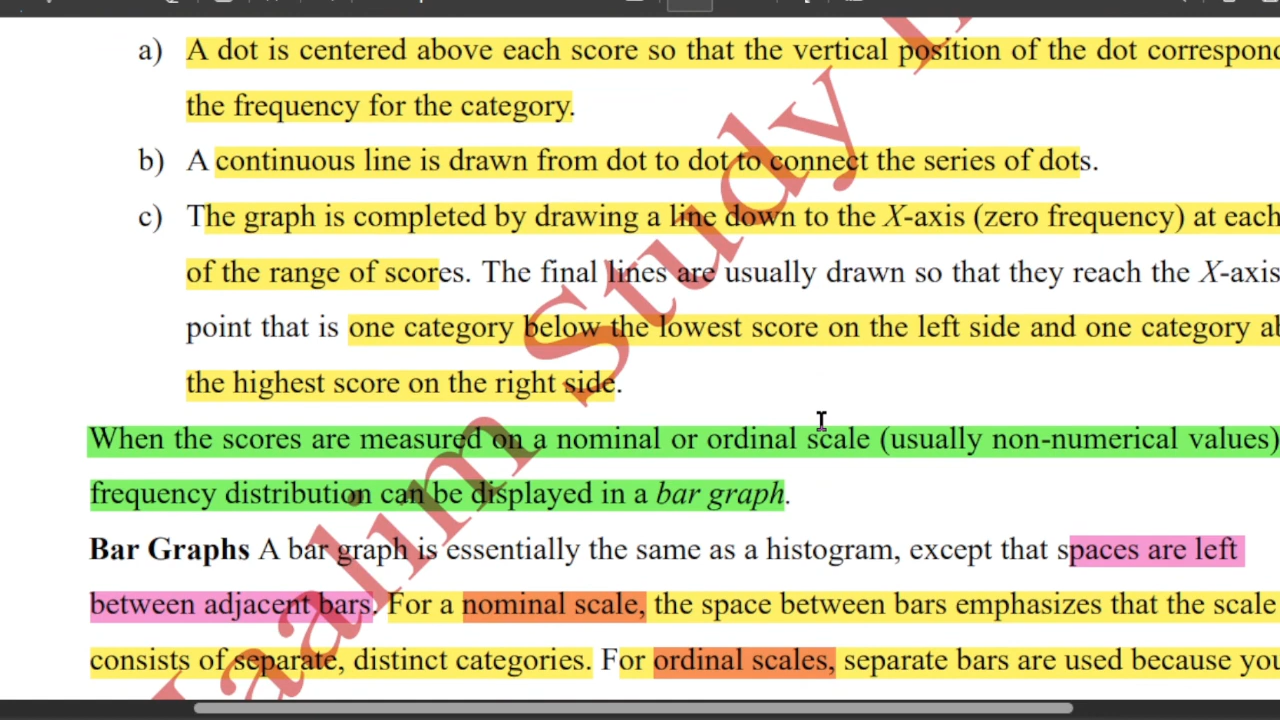 a) A dot is centered above each score so that the vertical position of the dot correspond
the frequency for the category.
b) A continuous line is drawn from dot to dot to connect the series of dots.
c) The graph is completed by drawing a line down to the X-axis (zero frequency) at each
of the range of scores. The final lines are usually drawn so that they reach the X-axis
point that is one category below the lowest score on the left side and one category
the highest score on the right side.
When the scores are measured on a nominal or ordinal scale (usually non-numerical values)
frequency distribution can be displayed in a bar graph.
Bar Graphs A bar graph is essentially the same as a histogram, except that spaces are left
between adjacent bars. For a nominal scale, the space between bars emphasizes that the scale
consists of separate, distinct categories. For ordinal scales, separate bars are used because you
aalim Study